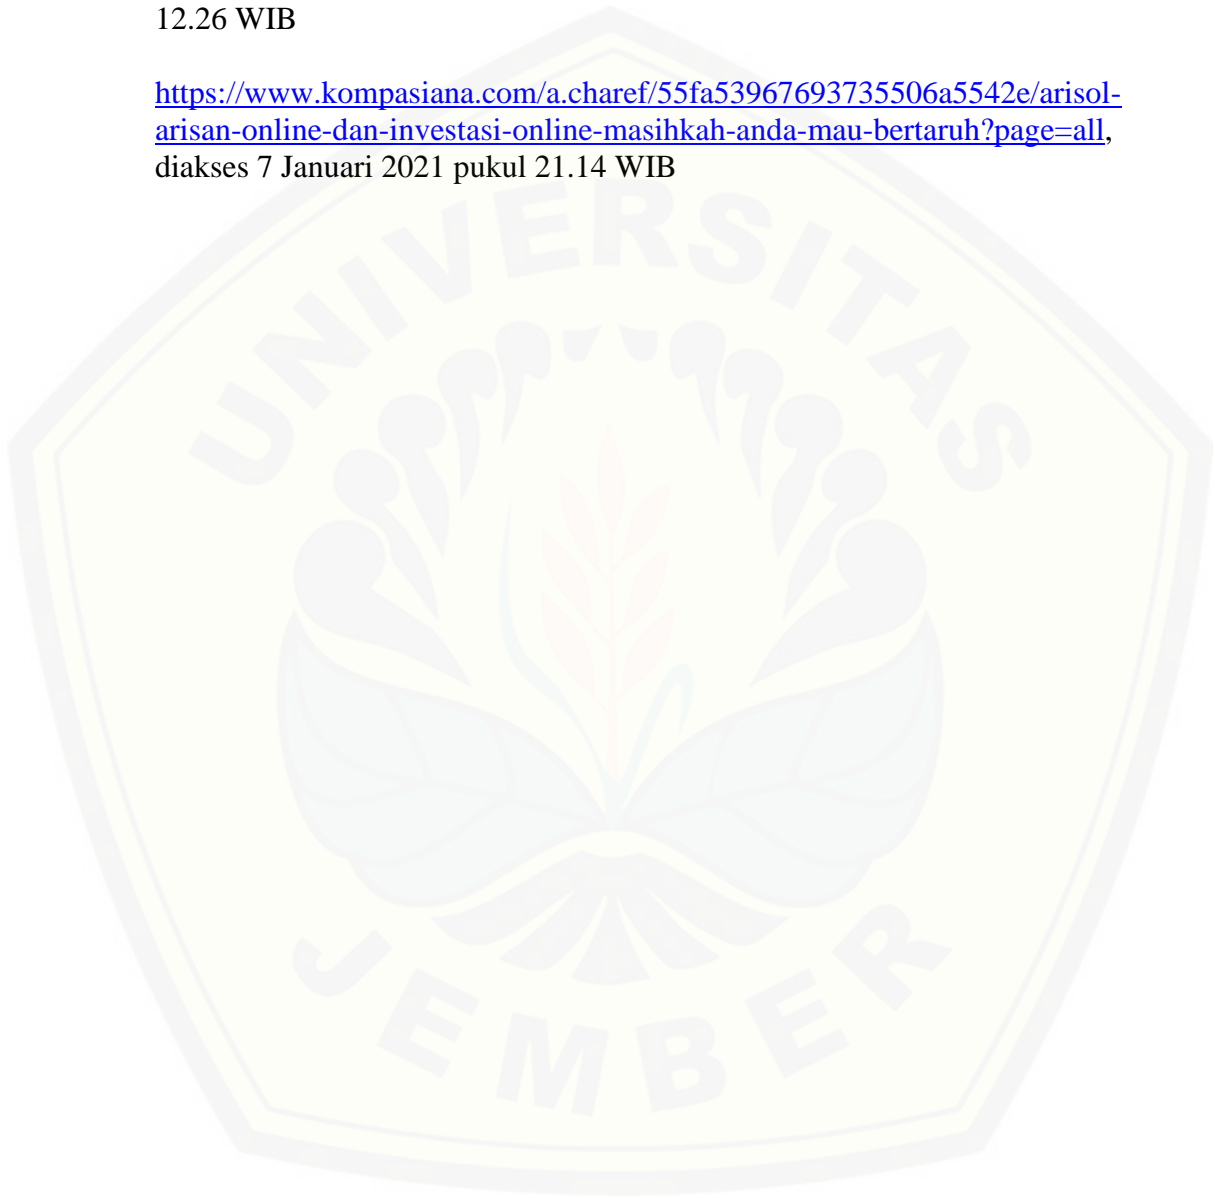 12.26 WIB
https://www.kompasiana.com/a.charef/55fa53967693735506a5542e/arisol-
arisan-online-dan-investasi-online-masihkah-anda-mau-bertaruh?page=all,
diakses 7 Januari 2021 pukul 21.14 WIB
UNIVERSITAS
JEMBER